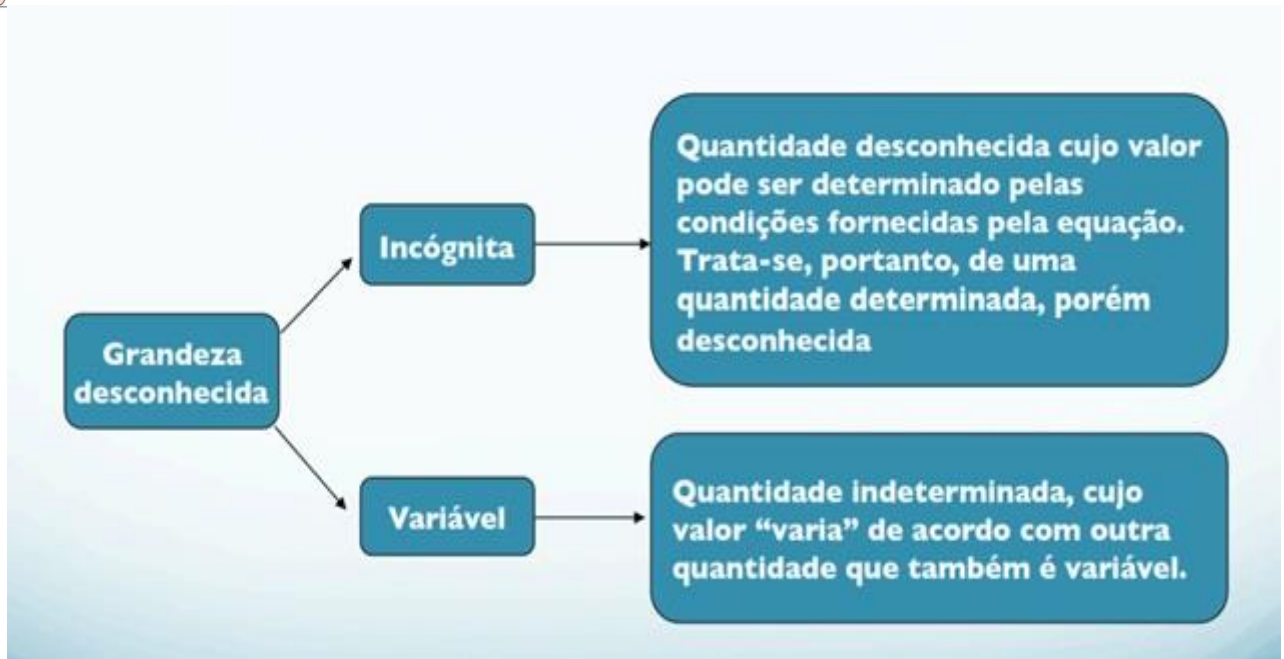 Grandeza
desconhecida
Incógnita
Quantidade desconhecida cujo valor
pode ser determinado pelas
condições fornecidas pela equação.
Trata-se, portanto, de uma
quantidade determinada, porém
desconhecida
Variável
Quantidade indeterminada, cujo
valor “varia” de acordo com outra
quantidade que também é variável.